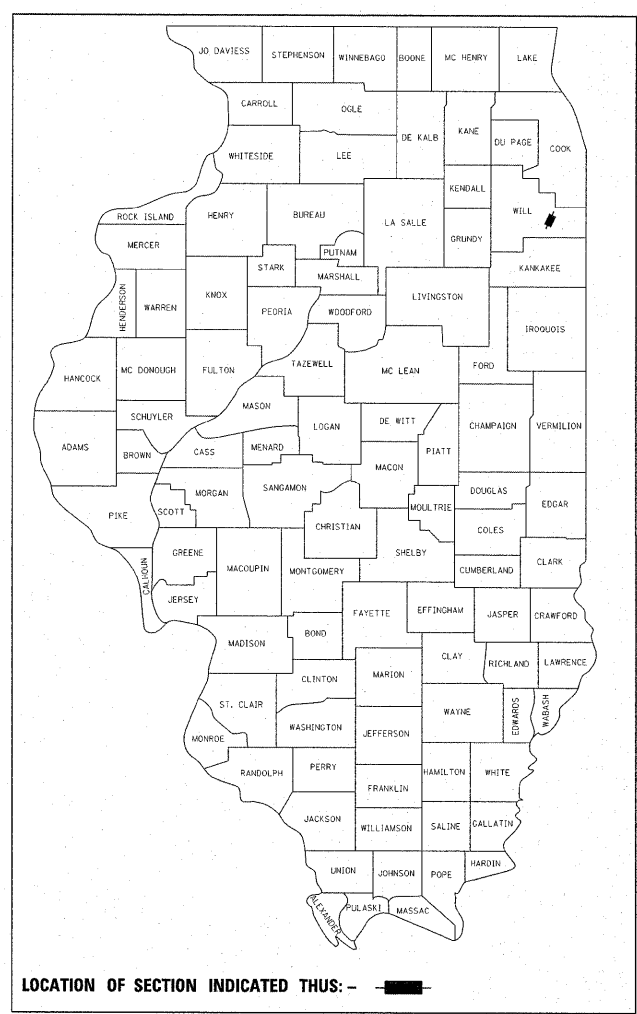 JO DAVIESS
STEPHENSON
WINNEBAGO
BOONE
MC HENRY
LAKE
CARROLL
OGLE
DE KALB
KANE
DU PAGE
COOK
WHITESIDE
LEE
KENDALL
WILL
ROCK ISLAND
HENRY
BUREAU
LA SALLE
GRUNDY
MERCER
PUTNAM
STARK
MARSHALL
KANKAKEE
HENDERSON
WARREN
KNOX
PEORIA
WOODFORD
LIVINGSTON
IROQUOIS
HANCOCK
MC DONOUGH
FULTON
TAZEWELL
MC LEAN
FORD
SCHUYLER
MASON
LOGAN
DE WITT
CHAMPAIGN
VERMILION
ADAMS
BROWN
CASS
MENARD
MACON
PIATT
PIKE
SCOTT
MORGAN
SANGAMON
CHRISTIAN
MOULTRIE
DOUGLAS
EDGAR
COLES
CALHOUN
GREENE
MACOUPIN
MONTGOMERY
SHELBY
CUMBERLAND
CLARK
JERSEY
FAYETTE
EFFINGHAM
JASPER
CRAWFORD
MADISON
BOND
CLAY
RICHLAND
LAWRENCE
CLINTON
MARION
ST. CLAIR
WAYNE
EDWARDS
WABASH
MONROE
WASHINGTON
JEFFERSON
RANDOLPH
PERRY
HAMILTON
WHITE
FRANKLIN
JACKSON
WILLIAMSON
SALINE
GALLATIN
UNION
JOHNSON
POPE
HARDIN
ALEXANDER
PULASKI
MASSAC
LOCATION OF SECTION INDICATED THUS: -